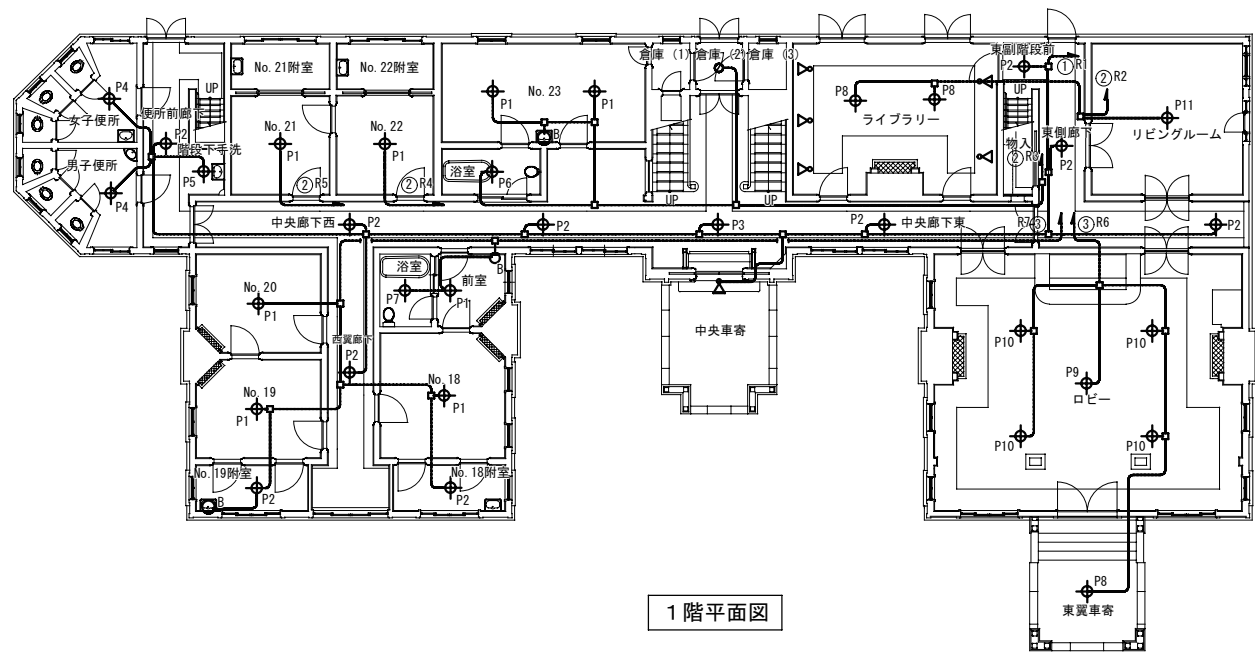 倉庫 (1)
倉庫 (2)
倉庫 (3)
東副階段前
P2
① R1
No.21附室
No.22附室
No.23
P1
P1
B
UP
P4
女子便所
便所前廊下
P2
階段下手洗
P5
男子便所
P4
No.21
P1
② R5
No.22
P1
② R4
浴室
P6
UP
UP
P8
P8
ライブラリー
UP
物入
② R3
東側廊下
P2
② R2
P11
リビングルーム
中央廊下西
P2
P2
P3
P2
中央廊下東
R7 ③
③ R6
P2
No.20
P1
西翼廊下
P2
浴室
P7
前室
P1
B
No.19
P1
No.18
P1
No.19附室
B
P2
No.18附室
P2
中央車寄
P10
P10
P9
ロビー
P10
P10
P8
東翼車寄
1階平面図